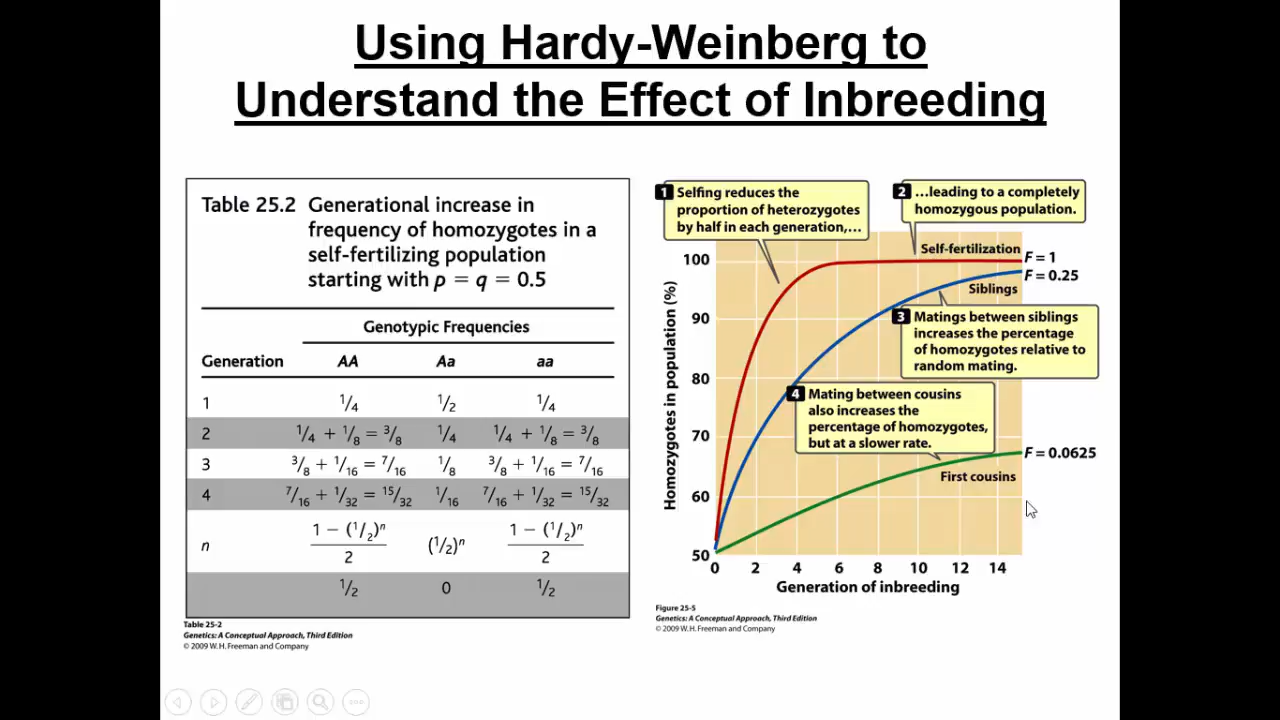 Using Hardy-Weinberg to
Understand the Effect of Inbreeding
Table 25.2 Generational increase in
frequency of homozygotes in a
self-fertilizing population
starting with p = q = 0.5
Genotypic Frequencies
Generation AA Aa aa
1 1/4 1/2 1/4
2 1/4 + 1/8 = 3/8 1/4 1/4 + 1/8 = 3/8
3 3/8 + 1/16 = 7/16 1/8 3/8 + 1/16 = 7/16
4 7/16 + 1/32 = 15/32 1/16 7/16 + 1/32 = 15/32
n 1 − (1/2)ⁿ / 2 (1/2)ⁿ 1 − (1/2)ⁿ / 2
1/2 0 1/2
Table 25-2
Genetics: A Conceptual Approach, Third Edition
© 2009 W. H. Freeman and Company
1 Selfing reduces the
proportion of heterozygotes
by half in each generation,…
2 …leading to a completely
homozygous population.
Self-fertilization
F = 1
F = 0.25
Siblings
3 Matings between siblings
increases the percentage
of homozygotes relative to
random mating.
4 Mating between cousins
also increases the
percentage of homozygotes,
but at a slower rate.
F = 0.0625
First cousins
Homozygotes in population (%)
100
90
80
70
60
50
0 2 4 6 8 10 12 14
Generation of inbreeding
Figure 25-5
Genetics: A Conceptual Approach, Third Edition
© 2009 W. H. Freeman and Company